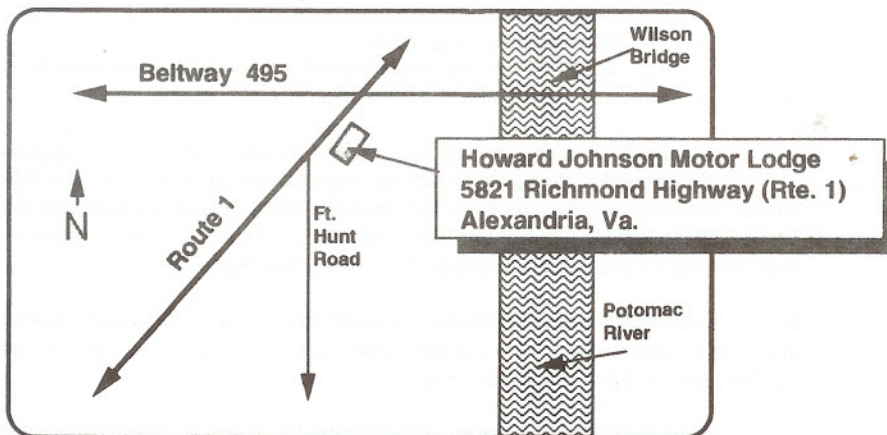 Wilson
Bridge
Beltway 495
Howard Johnson Motor Lodge
5821 Richmond Highway (Rte. 1)
Alexandria, Va.
N
Route 1
Ft.
Hunt
Road
Potomac
River